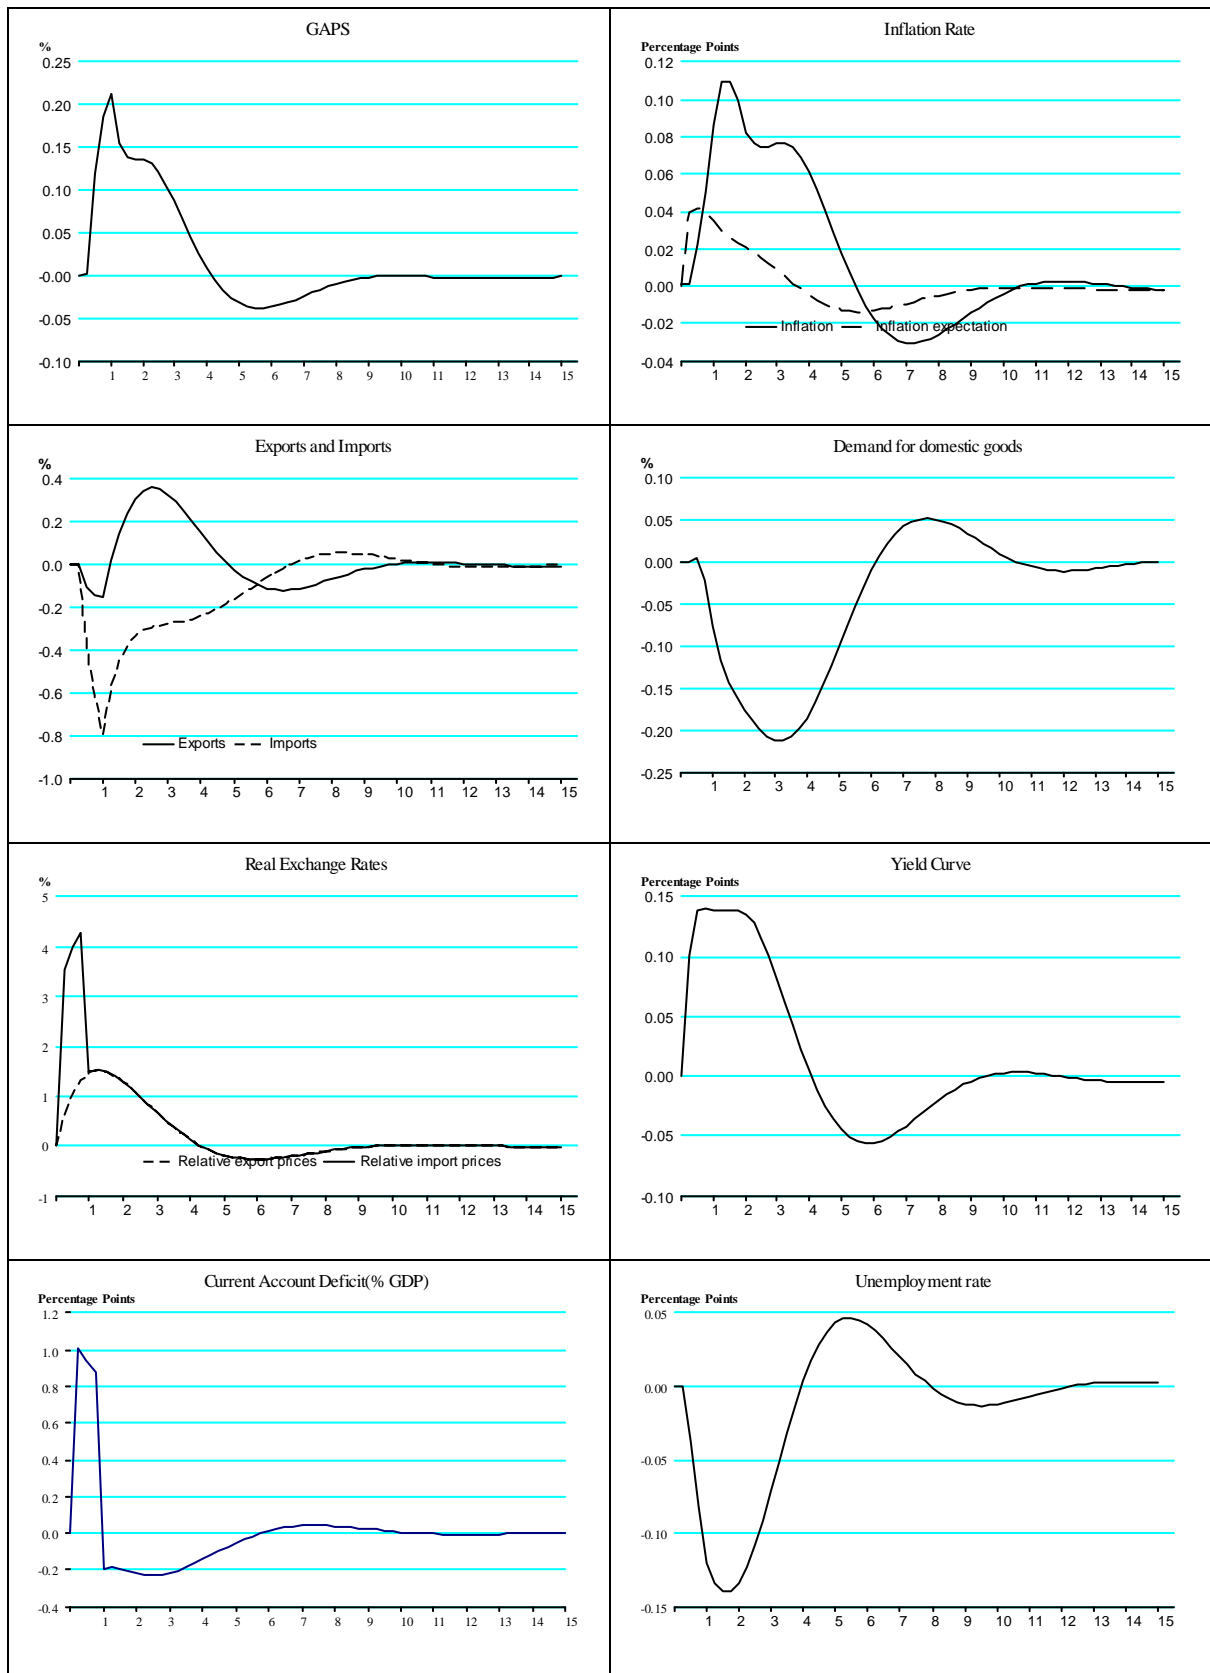 GAPS
%
0.25
0.20
0.15
0.10
0.05
-0.00
-0.05
-0.10
1 2 3 4 5 6 7 8 9 10 11 12 13 14 15
Inflation Rate
Percentage Points
0.12
0.10
0.08
0.06
0.04
0.02
0.00
-0.02
Inflation Inflation expectation
-0.04
1 2 3 4 5 6 7 8 9 10 11 12 13 14 15
Exports and Imports
%
0.4
0.2
0.0
-0.2
-0.4
-0.6
-0.8
Exports Imports
-1.0
1 2 3 4 5 6 7 8 9 10 11 12 13 14 15
Demand for domestic goods
%
0.10
0.05
0.00
-0.05
-0.10
-0.15
-0.20
-0.25
1 2 3 4 5 6 7 8 9 10 11 12 13 14 15
Real Exchange Rates
%
5
4
3
2
1
0
Relative export prices Relative import prices
-1
1 2 3 4 5 6 7 8 9 10 11 12 13 14 15
Yield Curve
Percentage Points
0.15
0.10
0.05
0.00
-0.05
-0.10
1 2 3 4 5 6 7 8 9 10 11 12 13 14 15
Current Account Deficit(% GDP)
Percentage Points
1.2
1.0
0.8
0.6
0.4
0.2
0.0
-0.2
-0.4
1 2 3 4 5 6 7 8 9 10 11 12 13 14 15
Unemployment rate
Percentage Points
0.05
0.00
-0.05
-0.10
-0.15
1 2 3 4 5 6 7 8 9 10 11 12 13 14 15